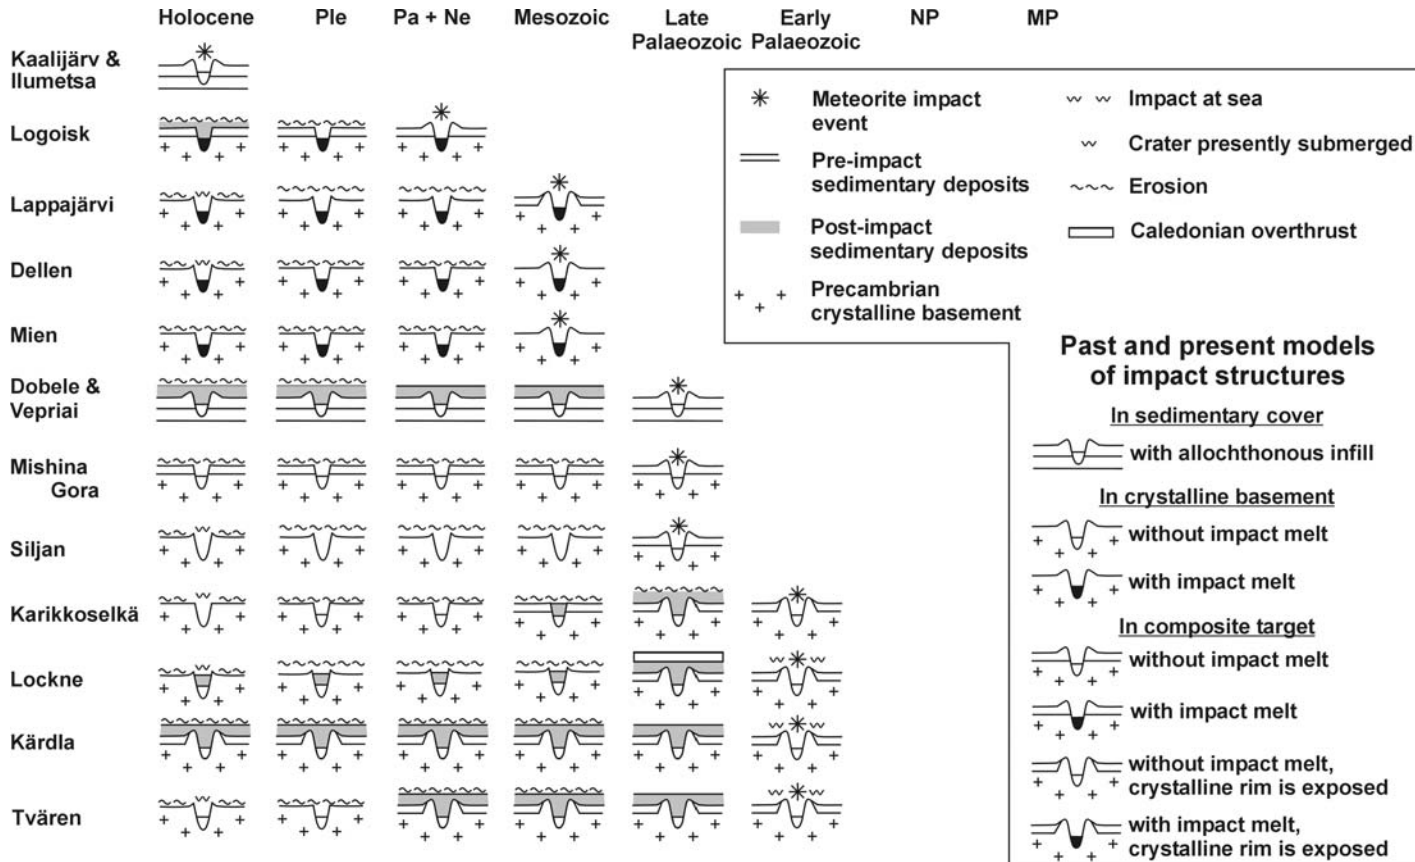 Holocene Ple Pa + Ne Mesozoic Late Early NP MP
Palaeozoic Palaeozoic
Kaalijärv &
Ilumetsa
Logoisk
Lappajärvi
Dellen
Mien
Dobele &
Vepriai
Mishina
Gora
Siljan
Karikkoselkä
Lockne
Kärdla
Tvären
Meteorite impact
event
Pre-impact
sedimentary deposits
Post-impact
sedimentary deposits
Precambrian
crystalline basement
Impact at sea
Crater presently submerged
Erosion
Caledonian overthrust
Past and present models
of impact structures
In sedimentary cover
with allochthonous infill
In crystalline basement
without impact melt
with impact melt
In composite target
without impact melt
with impact melt
without impact melt,
crystalline rim is exposed
with impact melt,
crystalline rim is exposed